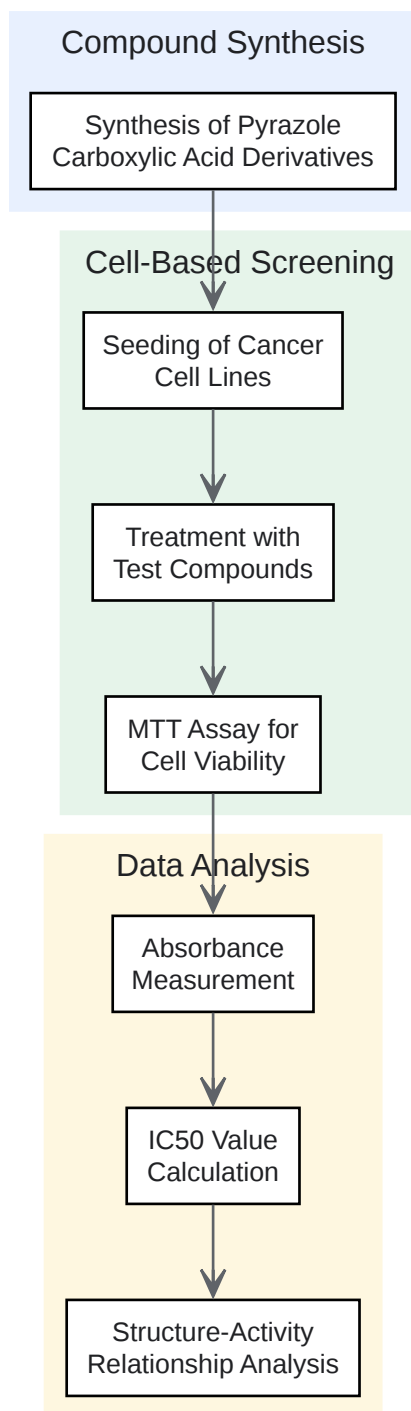 Compound Synthesis
Synthesis of Pyrazole
Carboxylic Acid Derivatives
Cell-Based Screening
Seeding of Cancer
Cell Lines
Treatment with
Test Compounds
MTT Assay for
Cell Viability
Data Analysis
Absorbance
Measurement
IC50 Value
Calculation
Structure-Activity
Relationship Analysis